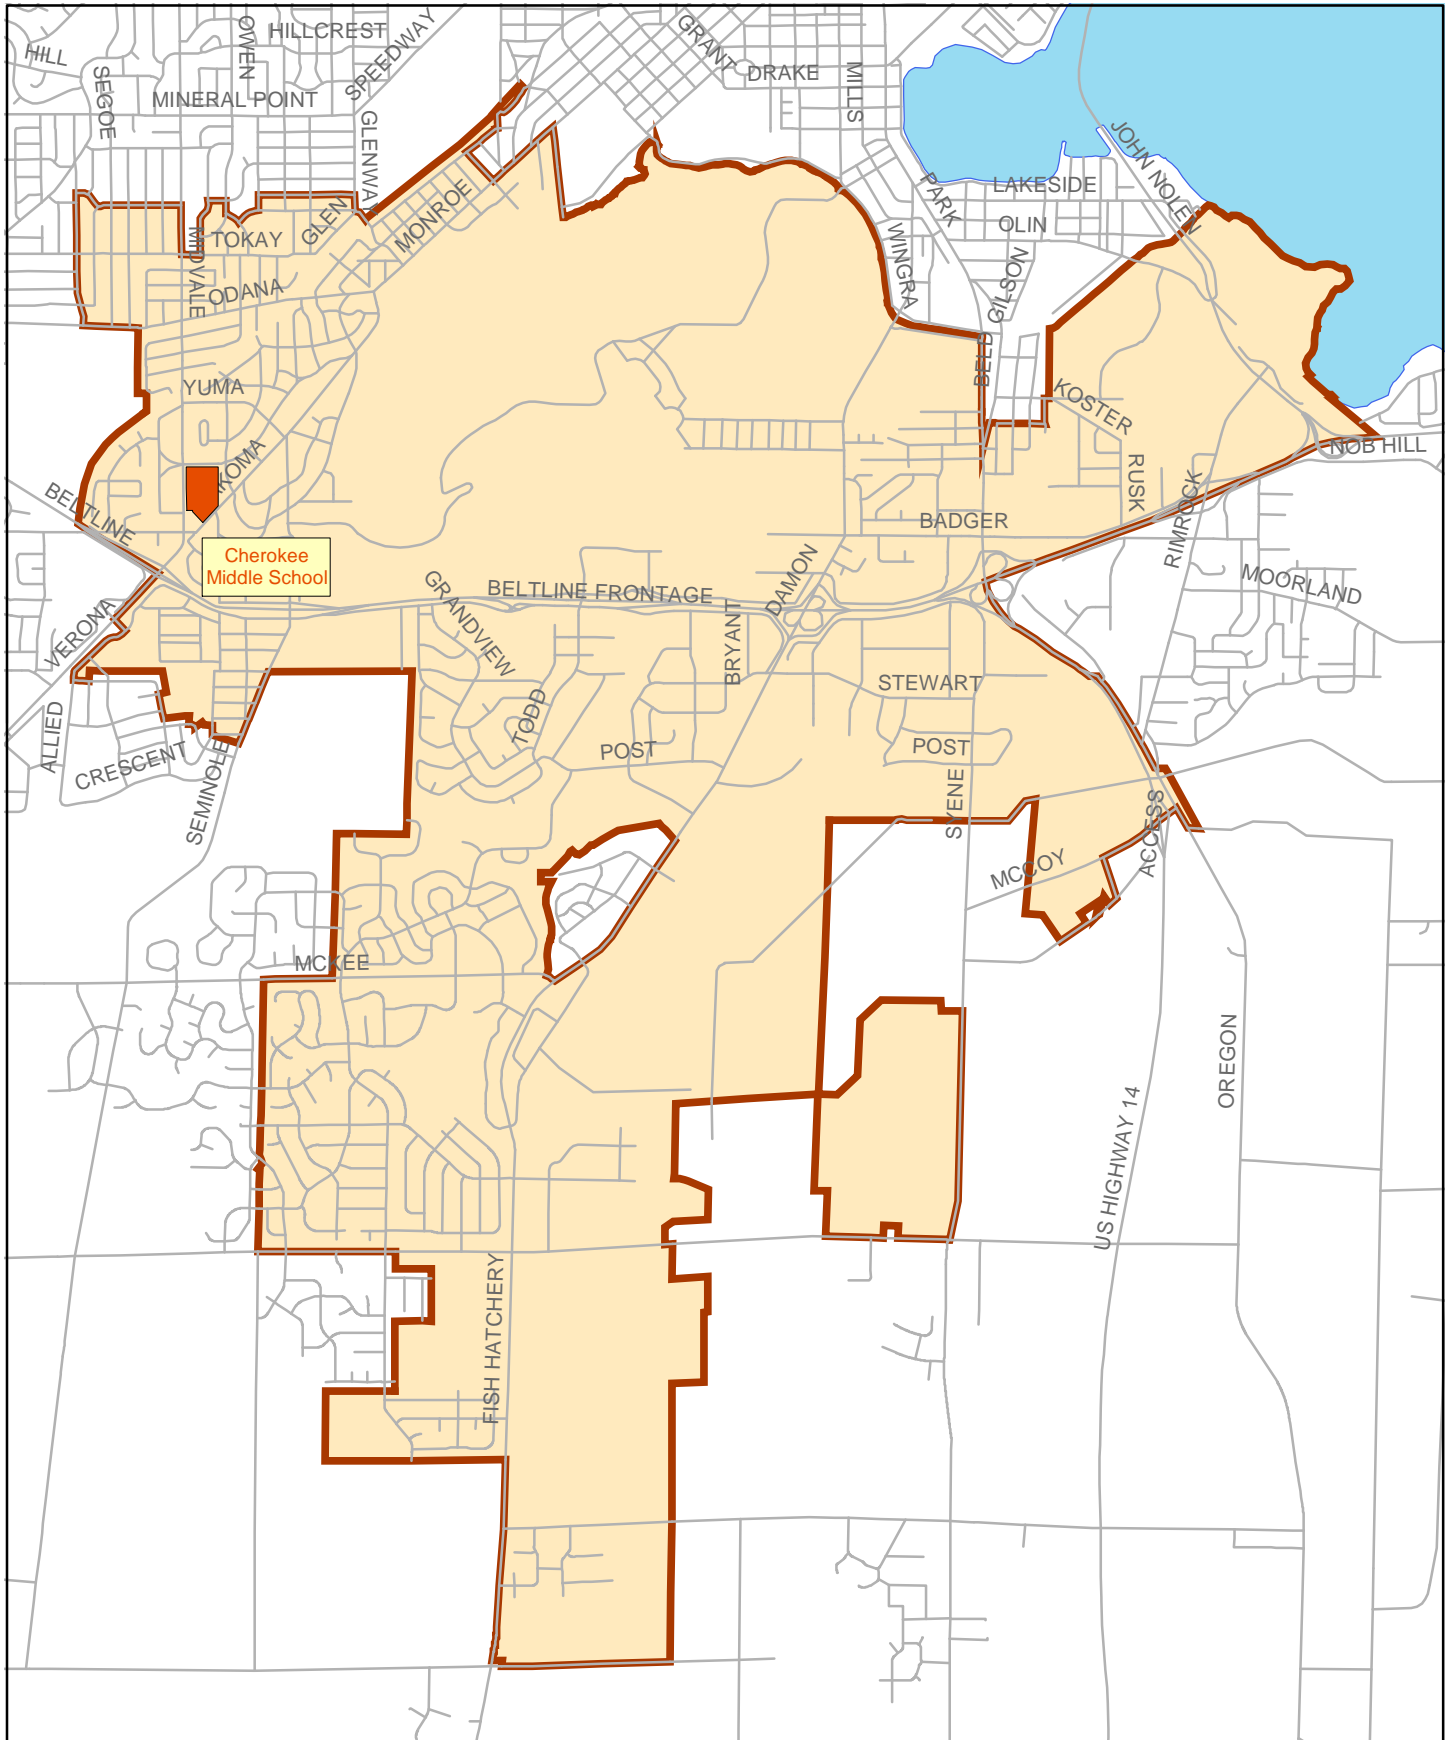 HILL
SEGOE
OWEN
HILLCREST
SPEEDWAY
MINERAL POINT
GLENWAY
GRANT
DRAKE
MILLS
JOHN NOLEN
LAKESIDE
PARK
OLIN
MIDVALE
TOKAY
GLEN
MONROE
WINGRA
GILSON
ODANA
YUMA
BELD
KOSTER
NOB HILL
RUSK
RIMROCK
BELTLINE
BADGER
Cherokee
Middle School
MOORLAND
VERONA
GRANDVIEW
BELTLINE FRONTAGE
BRYANT
DAMON
STEWART
TODD
POST
POST
ALLIED
CRESCENT
SEMINOLE
SYENE
ACCESS
MCCOY
MCKEE
OREGON
US HIGHWAY 14
FISH HATCHERY